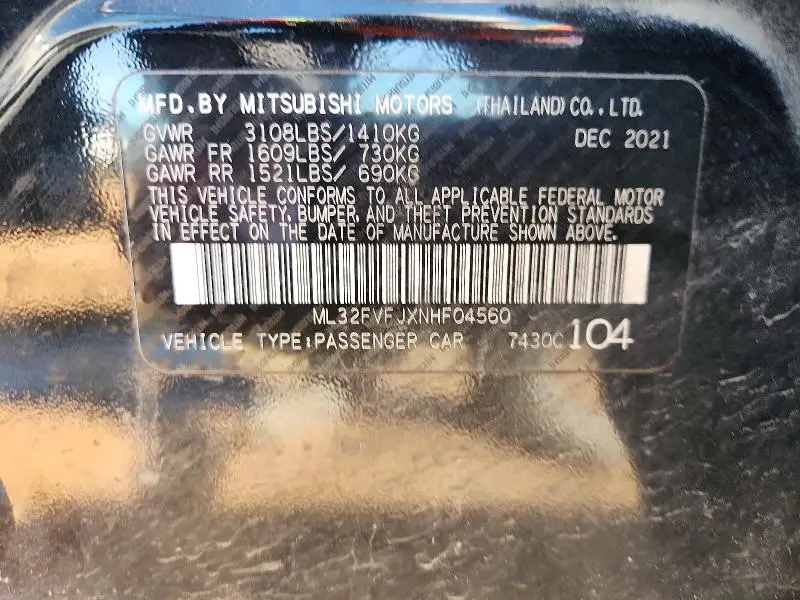 MFD. BY MITSUBISHI MOTORS (THAILAND) CO., LTD.
GVWR 3108LBS/1410KG DEC 2021
GAWR FR 1609LBS/ 730KG
GAWR RR 1521LBS/ 690KG
THIS VEHICLE CONFORMS TO ALL APPLICABLE FEDERAL MOTOR
VEHICLE SAFETY, BUMPER, AND THEFT PREVENTION STANDARDS
IN EFFECT ON THE DATE OF MANUFACTURE SHOWN ABOVE.
ML32FVFJXNHF04560
VEHICLE TYPE:PASSENGER CAR 7430C 104